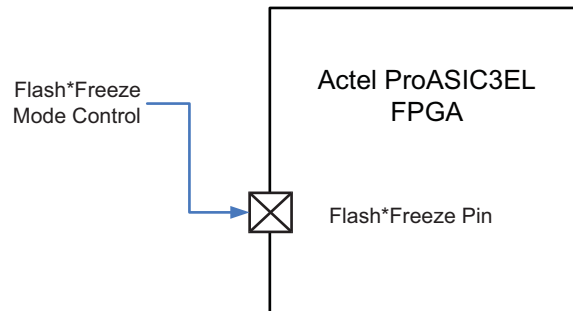 Actel ProASIC3EL
FPGA
Flash*Freeze
Mode Control
Flash*Freeze Pin